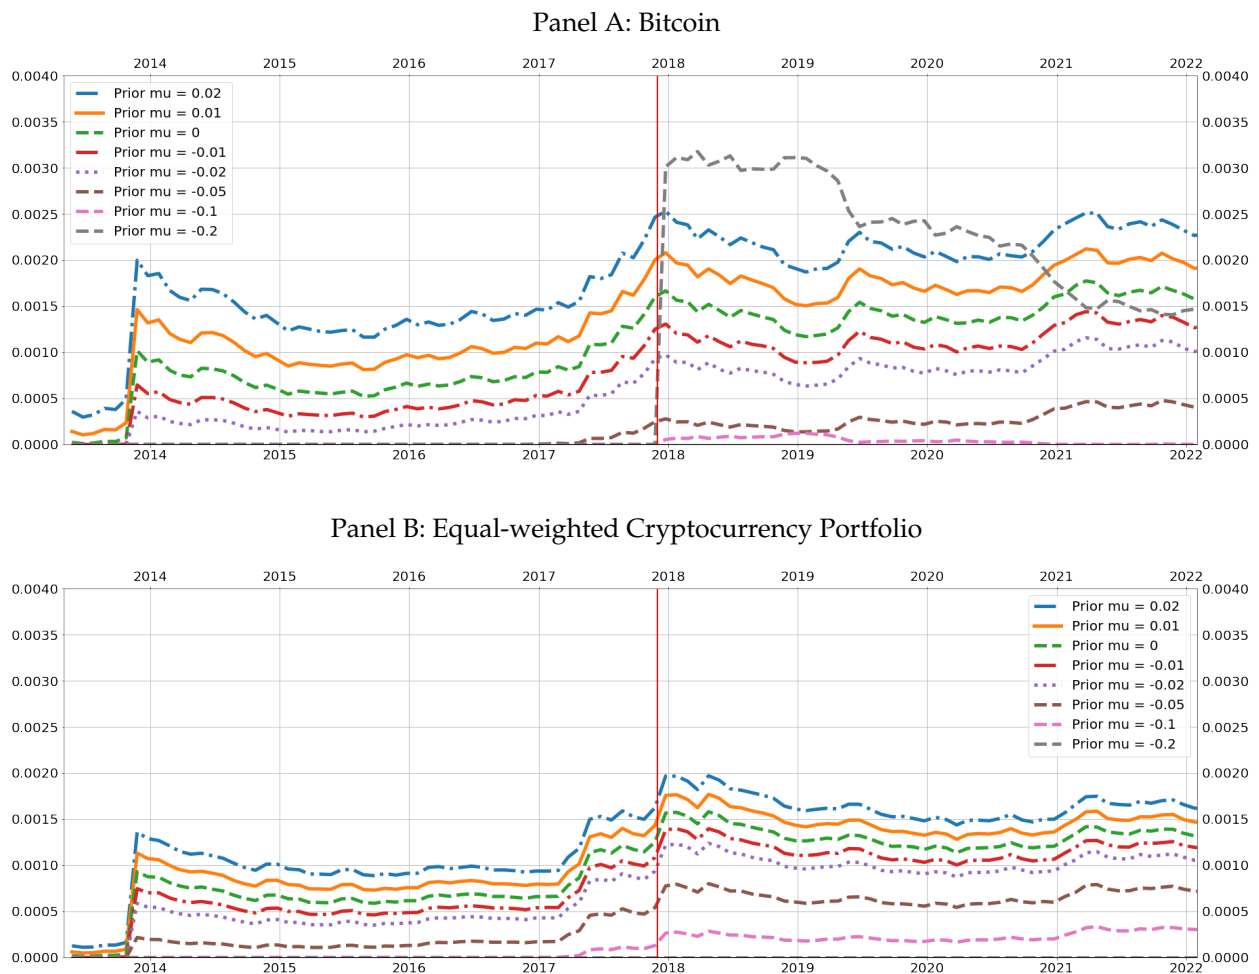 Panel A: Bitcoin
2014 2015 2016 2017 2018 2019 2020 2021 2022
0.0040 0.0040
Prior mu = 0.02
Prior mu = 0.01
0.0035 0.0035
Prior mu = 0
Prior mu = -0.01
0.0030 0.0030
Prior mu = -0.02
Prior mu = -0.05
Prior mu = -0.1
0.0025 0.0025
Prior mu = -0.2
0.0020 0.0020
0.0015 0.0015
0.0010 0.0010
0.0005 0.0005
0.0000 0.0000
2014 2015 2016 2017 2018 2019 2020 2021 2022
Panel B: Equal-weighted Cryptocurrency Portfolio
2014 2015 2016 2017 2018 2019 2020 2021 2022
0.0040 0.0040
Prior mu = 0.02
Prior mu = 0.01
0.0035 0.0035
Prior mu = 0
Prior mu = -0.01
Prior mu = -0.02
0.0030 0.0030
Prior mu = -0.05
Prior mu = -0.1
0.0025 0.0025
Prior mu = -0.2
0.0020 0.0020
0.0015 0.0015
0.0010 0.0010
0.0005 0.0005
0.0000 0.0000
2014 2015 2016 2017 2018 2019 2020 2021 2022